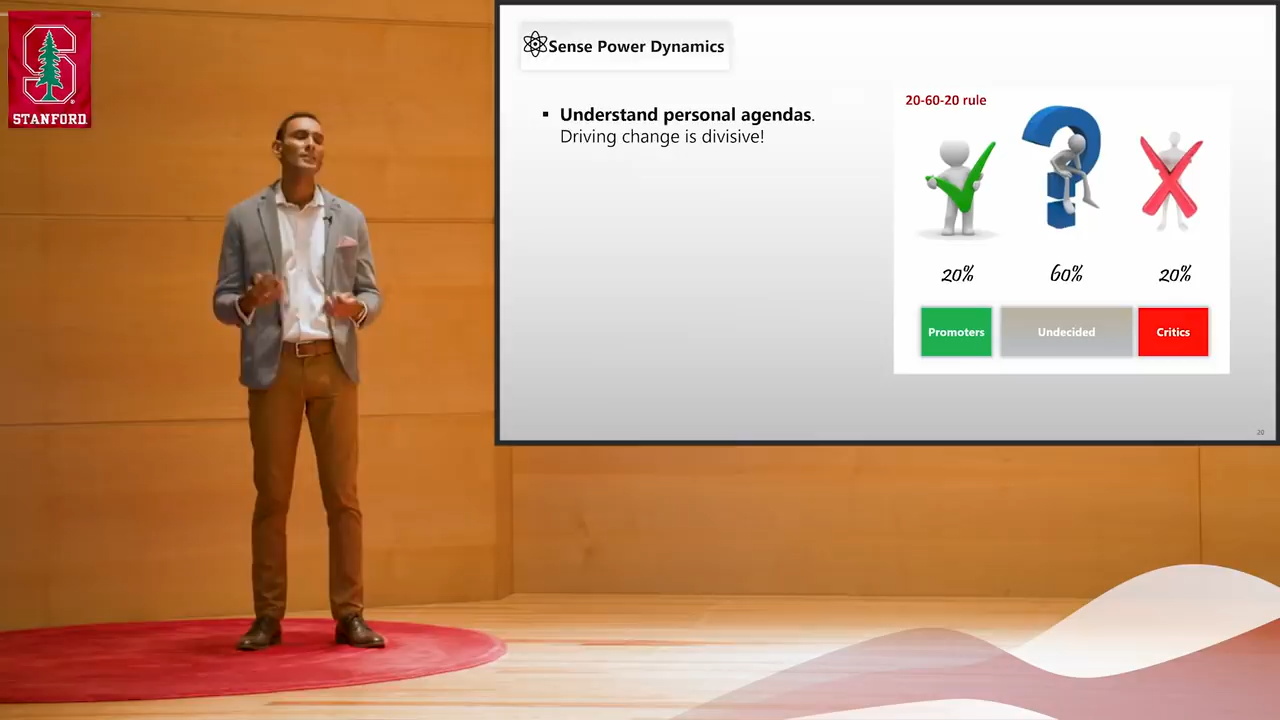 STANFORD
Sense Power Dynamics
▪ Understand personal agendas.
Driving change is divisive!
20-60-20 rule
20% 60% 20%
Promoters Undecided Critics
20